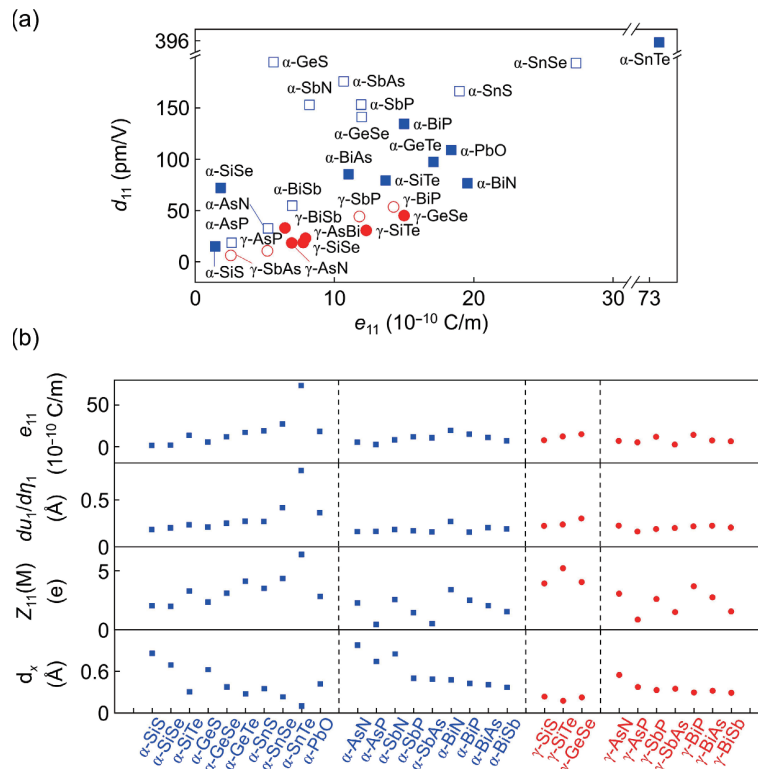 (a)
396
α-GeS
α-SnSe
α-SnTe
α-SbN
α-SbAs
α-SbP
α-SnS
150
α-GeSe
α-BiP
α-GeTe
α-PbO
100
α-BiAs
α-SiSe
α-SiTe
α-BiN
α-AsN
α-BiSb
γ-SbP
γ-BiP
50
α-AsP
γ-BiSb
γ-GeSe
γ-AsP
γ-AsBi
γ-SiTe
γ-SiSe
0
α-SiS
γ-SbAs
γ-AsN
d₁₁ (pm/V)
0 10 20 30 73
e₁₁ (10⁻¹⁰ C/m)
(b)
e₁₁
(10⁻¹⁰ C/m)
50
0
du₁/dη₁
(Å)
0.5
0
Z₁₁(M)
(e)
5
0
dₓ
(Å)
0.6
0
α-SiS
α-SiSe
α-SiTe
α-GeS
α-GeSe
α-GeTe
α-SnS
α-SnSe
α-SnTe
α-PbO
α-AsN
α-AsP
α-SbN
α-SbP
α-SbAs
α-BiN
α-BiP
α-BiAs
α-BiSb
γ-SiS
γ-SiTe
γ-GeSe
γ-AsN
γ-AsP
γ-SbP
γ-SbAs
γ-BiP
γ-BiAs
γ-BiSb